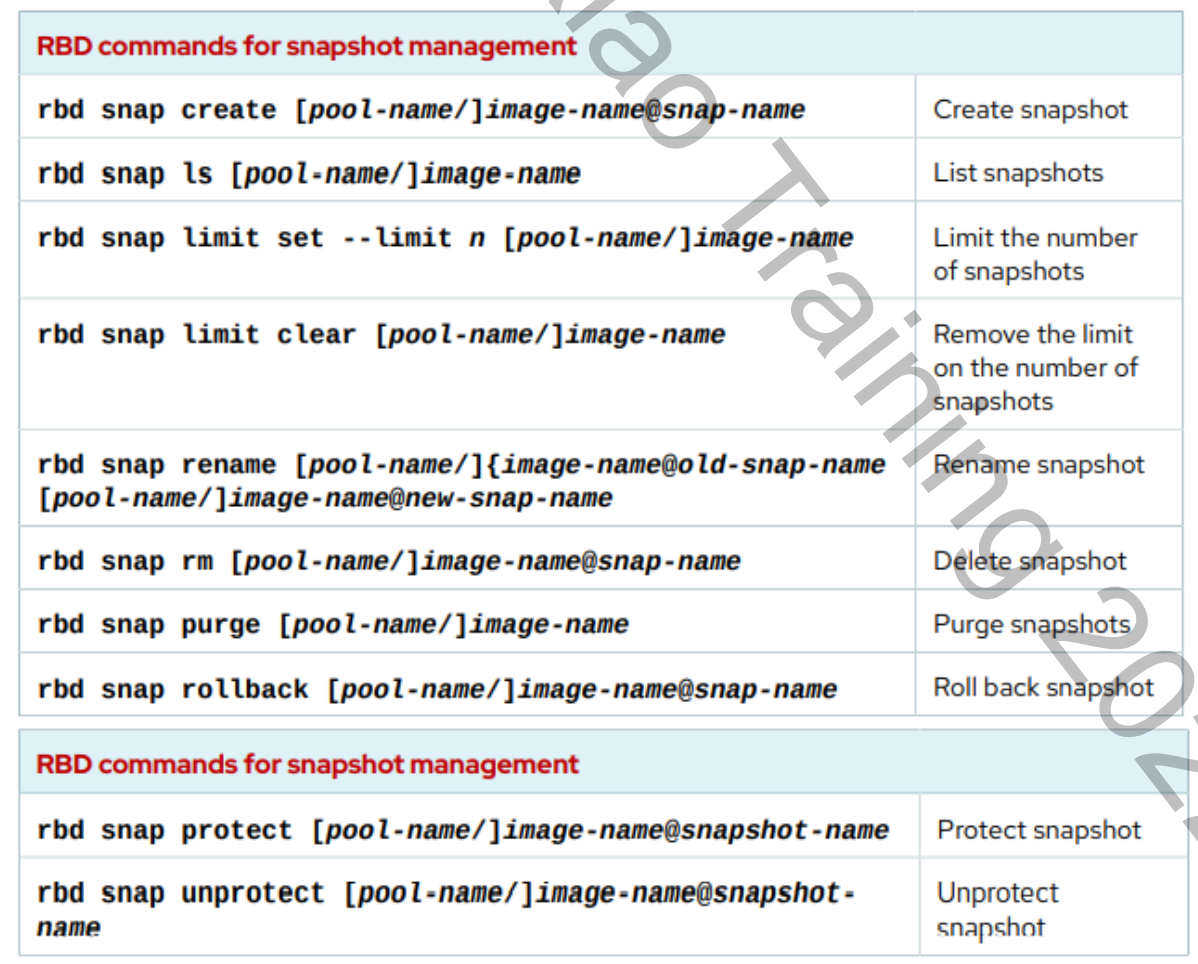 RBD commands for snapshot management
rbd snap create [pool-name/]image-name@snap-name
Create snapshot
rbd snap ls [pool-name/]image-name
List snapshots
rbd snap limit set --limit n [pool-name/]image-name
Limit the number
of snapshots
rbd snap limit clear [pool-name/]image-name
Remove the limit
on the number of
snapshots
rbd snap rename [pool-name/]{image-name@old-snap-name
[pool-name/]image-name@new-snap-name
Rename snapshot
rbd snap rm [pool-name/]image-name@snap-name
Delete snapshot
rbd snap purge [pool-name/]image-name
Purge snapshots
rbd snap rollback [pool-name/]image-name@snap-name
Roll back snapshot
RBD commands for snapshot management
rbd snap protect [pool-name/]image-name@snapshot-name
Protect snapshot
rbd snap unprotect [pool-name/]image-name@snapshot-
name
Unprotect
snapshot
Training